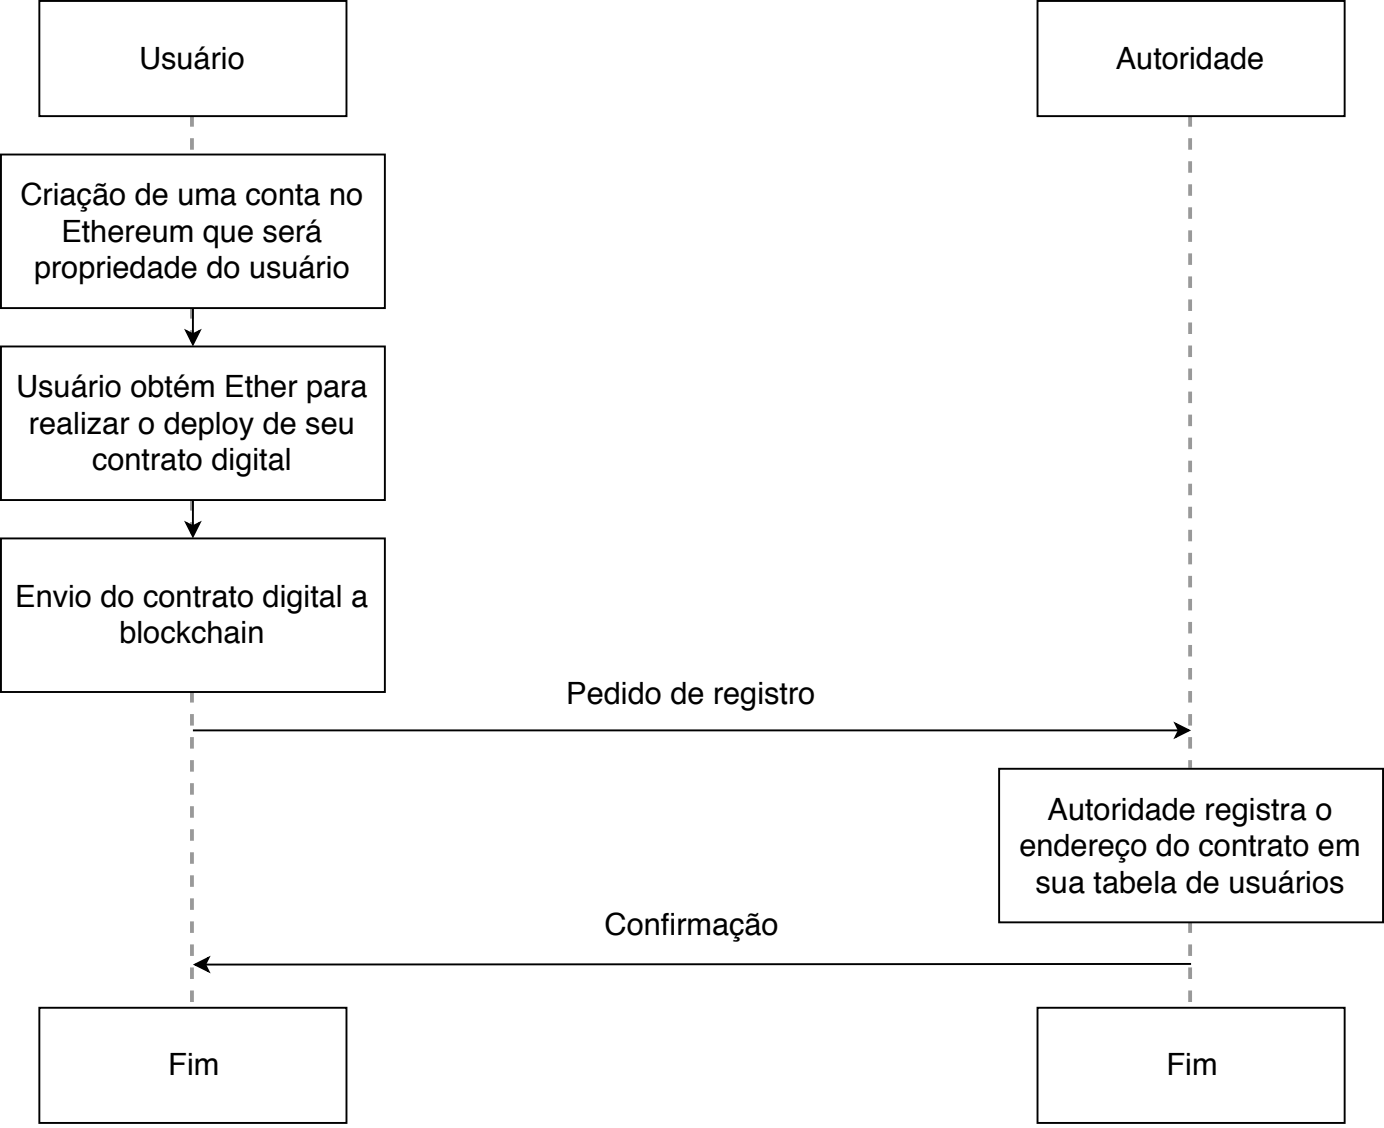 Usuário
Autoridade
Criação de uma conta no
Ethereum que será
propriedade do usuário
Usuário obtém Ether para
realizar o deploy de seu
contrato digital
Envio do contrato digital a
blockchain
Pedido de registro
Autoridade registra o
endereço do contrato em
sua tabela de usuários
Confirmação
Fim
Fim